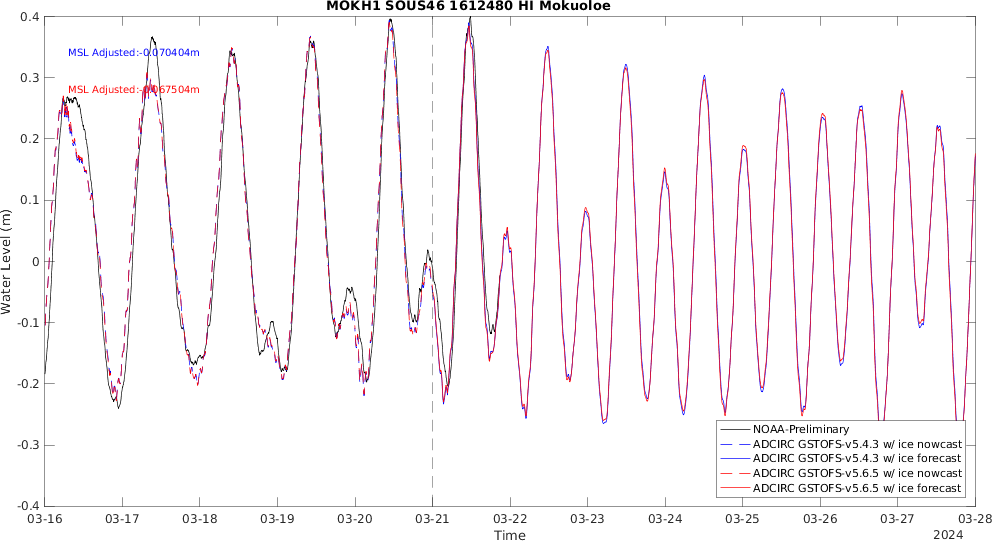 MOKH1 SOUS46 1612480 HI Mokuoloe
MSL Adjusted:-0.070404m
MSL Adjusted:-0.067504m
Water Level (m)
0.4
0.3
0.2
0.1
0
-0.1
-0.2
-0.3
-0.4
NOAA-Preliminary
ADCIRC GSTOFS-v5.4.3 w/ ice nowcast
ADCIRC GSTOFS-v5.4.3 w/ ice forecast
ADCIRC GSTOFS-v5.6.5 w/ ice nowcast
ADCIRC GSTOFS-v5.6.5 w/ ice forecast
03-16 03-17 03-18 03-19 03-20 03-21 03-22 03-23 03-24 03-25 03-26 03-27 03-28
Time
2024